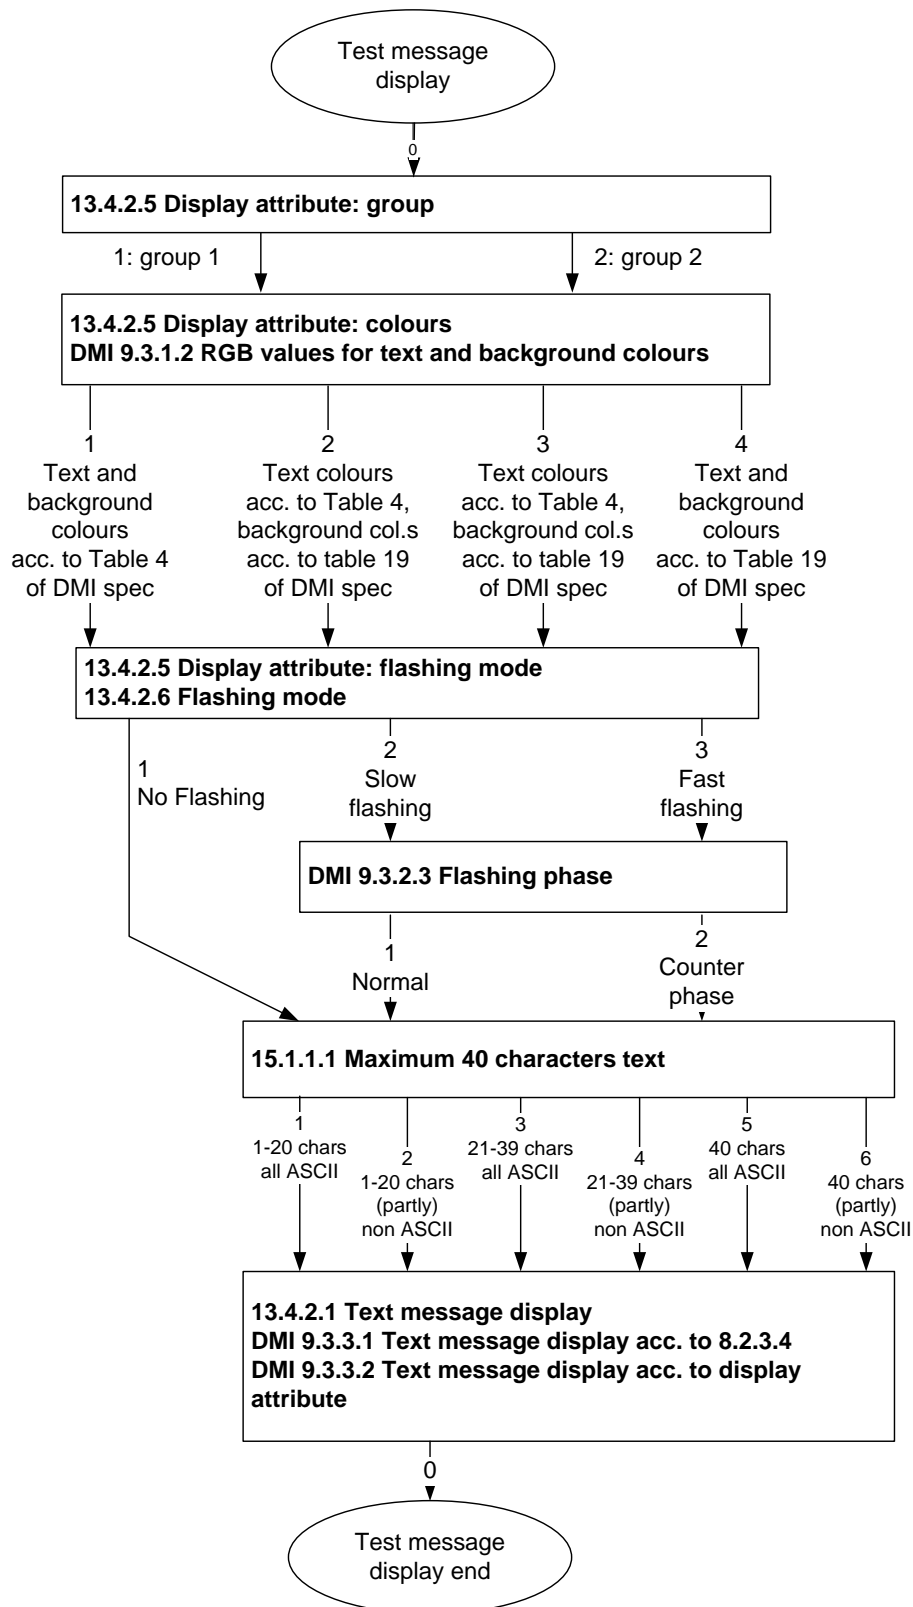 Test message
display
0
13.4.2.5 Display attribute: group
1: group 1
2: group 2
13.4.2.5 Display attribute: colours
DMI 9.3.1.2 RGB values for text and background colours
1
Text and
background
colours
acc. to Table 4
of DMI spec
2
Text colours
acc. to Table 4,
background col.s
acc. to table 19
of DMI spec
3
Text colours
acc. to Table 4,
background col.s
acc. to table 19
of DMI spec
4
Text and
background
colours
acc. to Table 19
of DMI spec
13.4.2.5 Display attribute: flashing mode
13.4.2.6 Flashing mode
1
No Flashing
2
Slow
flashing
3
Fast
flashing
DMI 9.3.2.3 Flashing phase
1
Normal
2
Counter
phase
15.1.1.1 Maximum 40 characters text
1
1-20 chars
all ASCII
2
1-20 chars
(partly)
non ASCII
3
21-39 chars
all ASCII
4
21-39 chars
(partly)
non ASCII
5
40 chars
all ASCII
6
40 chars
(partly)
non ASCII
13.4.2.1 Text message display
DMI 9.3.3.1 Text message display acc. to 8.2.3.4
DMI 9.3.3.2 Text message display acc. to display
attribute
0
Test message
display end